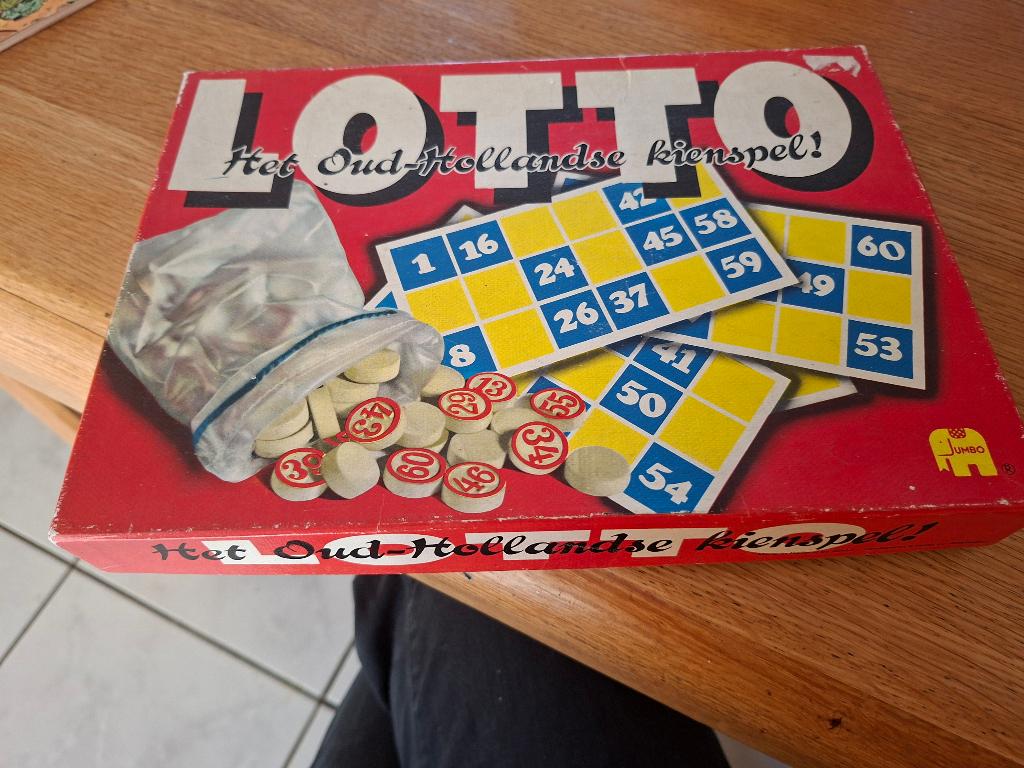 LOTTO
Het Oud-Hollandse kienspel!
1 16 42 58
24 45 59
8 26 37
60
49
53
41
50
54
43 29 13 55
60 46 34
JUMBO ®
LOTTO
Het Oud-Hollandse kienspel!